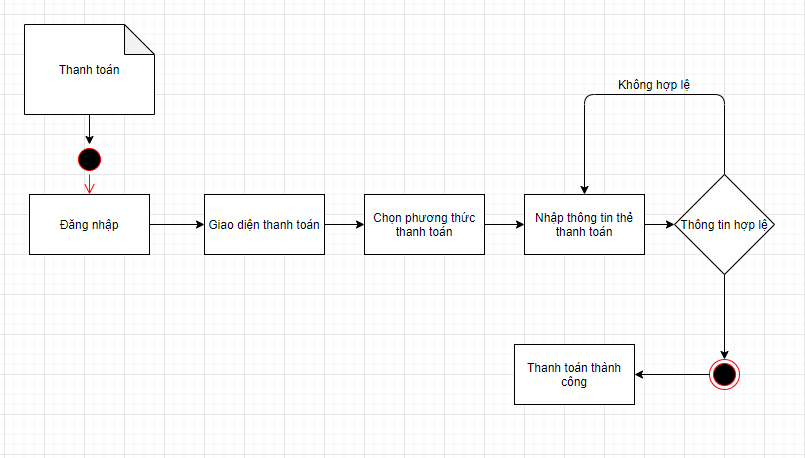 Thanh toán
Không hợp lệ
Đăng nhập
Giao diện thanh toán
Chọn phương thức
thanh toán
Nhập thông tin thẻ
thanh toán
Thông tin hợp lệ
Thanh toán thành
công